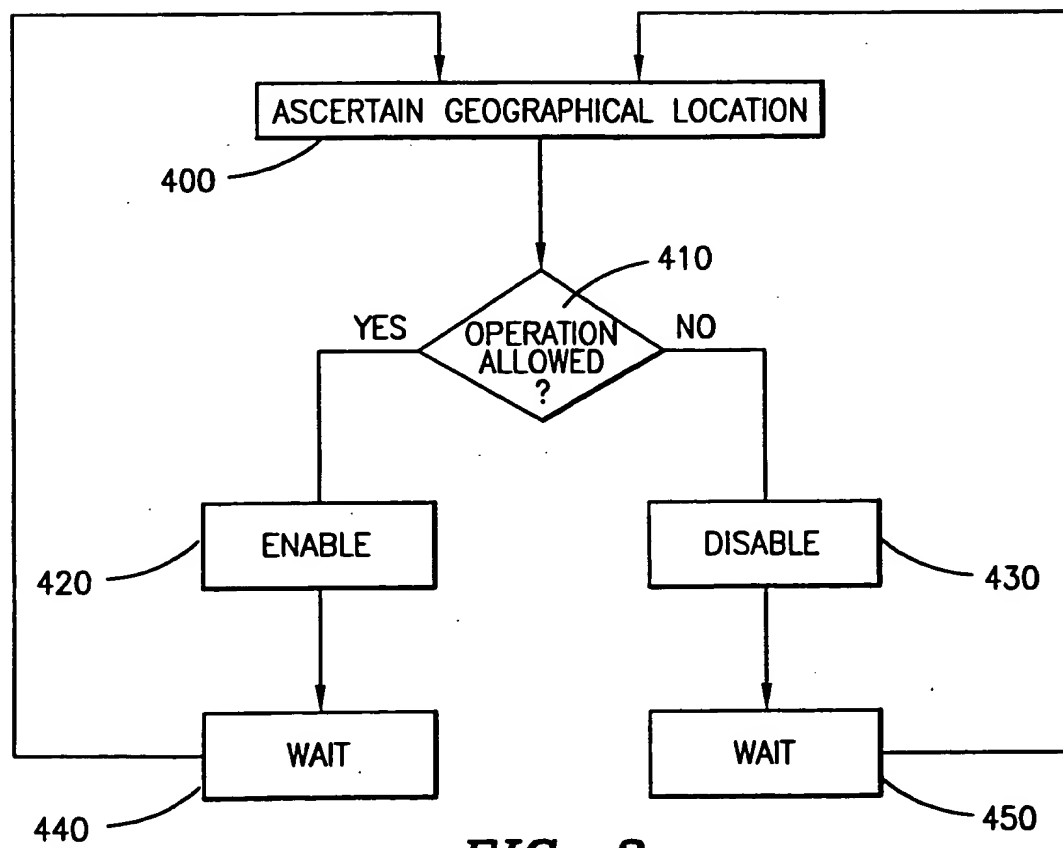 ASCERTAIN GEOGRAPHICAL LOCATION
400
410
YES
OPERATION
ALLOWED
?
NO
ENABLE
DISABLE
420
430
WAIT
WAIT
440
450